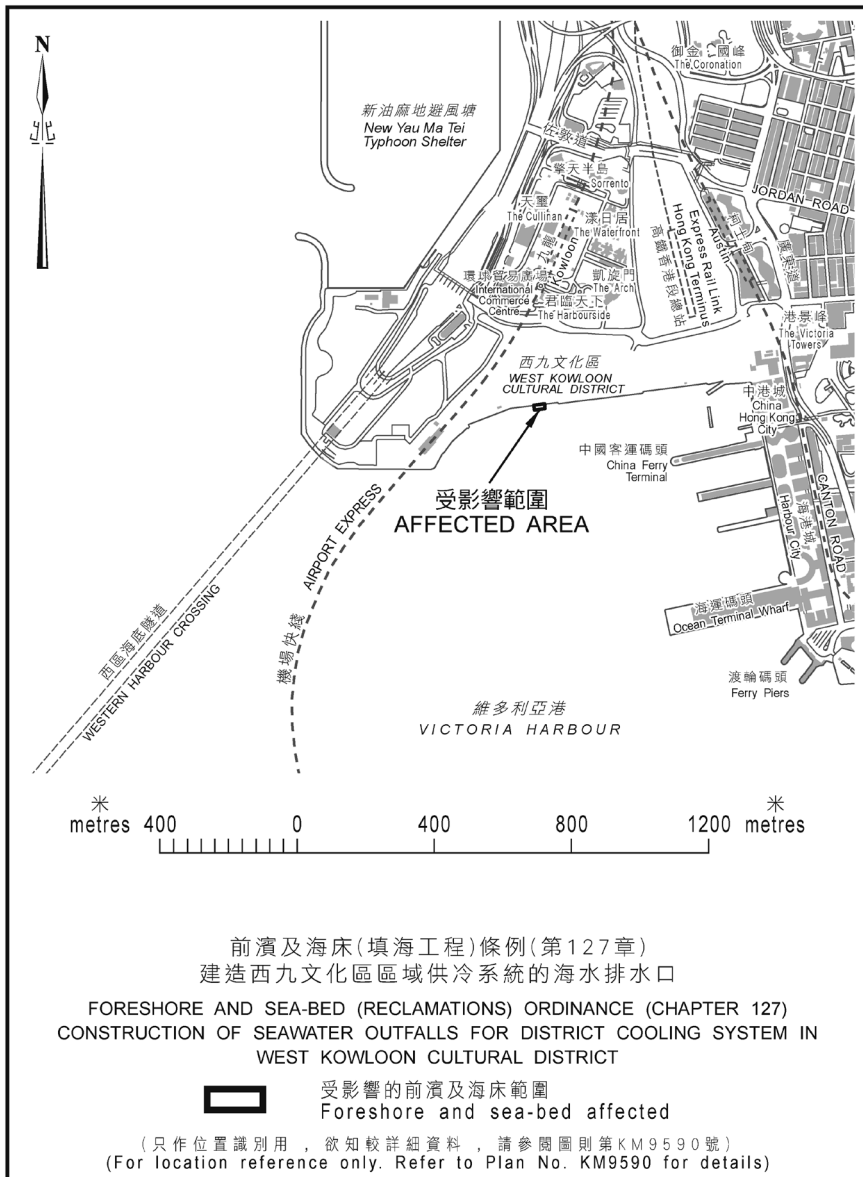 N
御金‧國峰
The Coronation
新油麻地避風塘
New Yau Ma Tei
Typhoon Shelter
佐敦道
擎天半島
Sorrento
JORDAN ROAD
天璽
The Cullinan
漾日居
The Waterfront
九龍
Kowloon
柯士甸
Austin
廣東道
Express Rail Link
Hong Kong Terminus
高鐵香港段總站
環球貿易廣場
International
Commerce
Centre
凱旋門
The Arch
君臨天下
The Harbourside
港景峰
The Victoria
Towers
西九文化區
WEST KOWLOON
CULTURAL DISTRICT
中港城
China
Hong Kong
City
中國客運碼頭
China Ferry
Terminal
受影響範圍
AFFECTED AREA
海港城
Harbour City
CANTON ROAD
機場快綫
AIRPORT EXPRESS
西區海底隧道
WESTERN HARBOUR CROSSING
海運碼頭
Ocean Terminal Wharf
渡輪碼頭
Ferry Piers
維多利亞港
VICTORIA HARBOUR
米 米
metres 400 0 400 800 1200 metres
前濱及海床(填海工程)條例(第127章)
建造西九文化區區域供冷系統的海水排水口
FORESHORE AND SEA-BED (RECLAMATIONS) ORDINANCE (CHAPTER 127)
CONSTRUCTION OF SEAWATER OUTFALLS FOR DISTRICT COOLING SYSTEM IN
WEST KOWLOON CULTURAL DISTRICT
受影響的前濱及海床範圍
Foreshore and sea-bed affected
(只作位置識別用，欲知較詳細資料，請參閱圖則第KM9590號)
(For location reference only. Refer to Plan No. KM9590 for details)